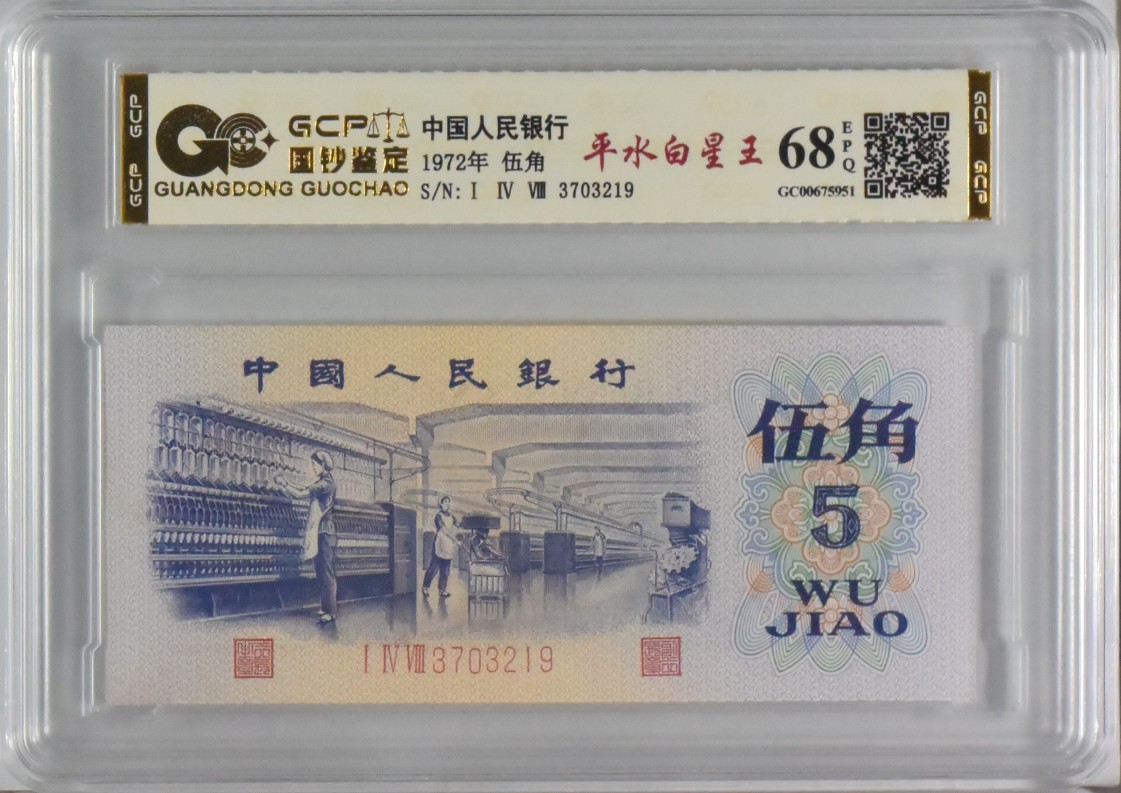 GCP
GCP
GCP
国钞鉴定
GUANGDONG GUOCHAO
中国人民银行
1972年 伍角
S/N: I IV VIII 3703219
平水白星王
68
EPQ
GC00675951
GCP
GCP
中國人民銀行
伍角
5
WU
JIAO
I IV VIII 3703219